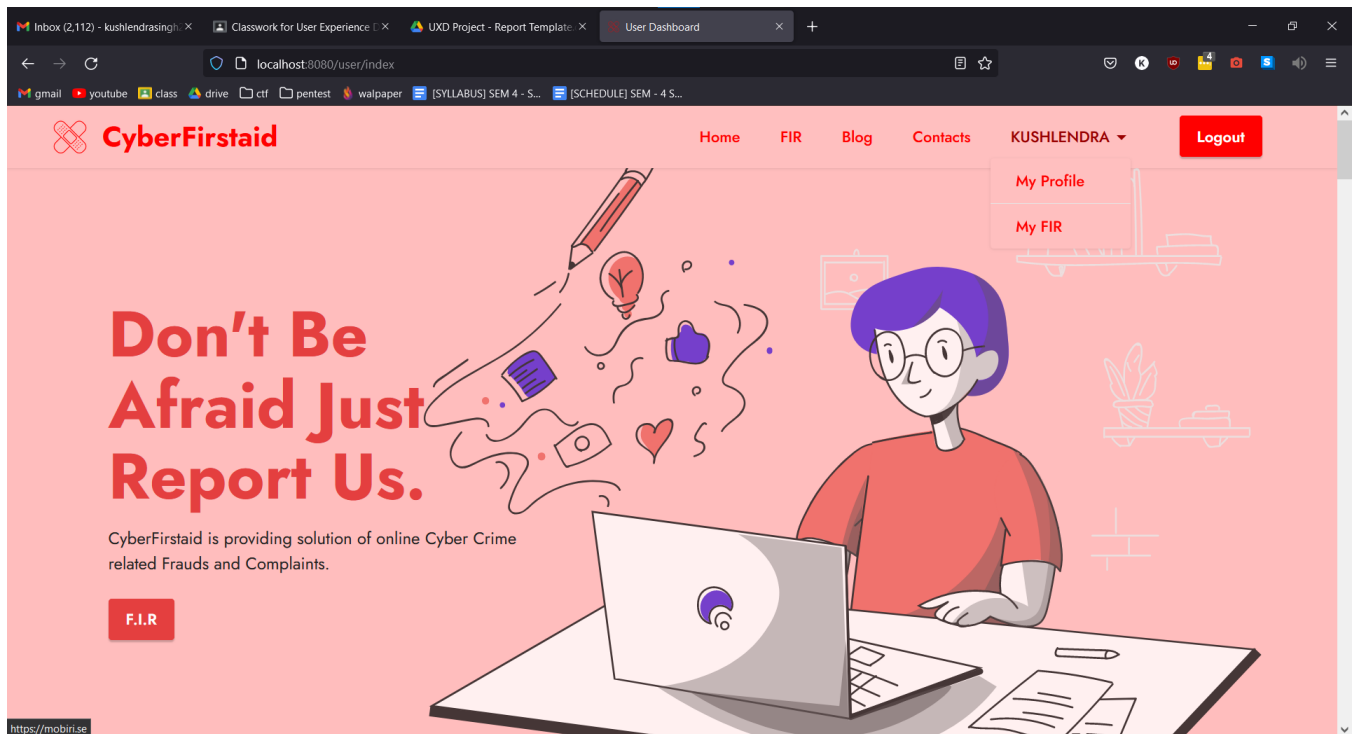 Inbox (2,112) - kushlendrasingh2
Classwork for User Experience D
UXD Project - Report Template.
User Dashboard
localhost:8080/user/index
K
UD
4
S
gmail
youtube
class
drive
ctf
pentest
walpaper
[SYLLABUS] SEM 4 - S...
[SCHEDULE] SEM - 4 S...
CyberFirstaid
Home
FIR
Blog
Contacts
KUSHLENDRA
Logout
My Profile
My FIR
Don't Be
Afraid Just
Report Us.
CyberFirstaid is providing solution of online Cyber Crime
related Frauds and Complaints.
F.I.R
https://mobiri.se